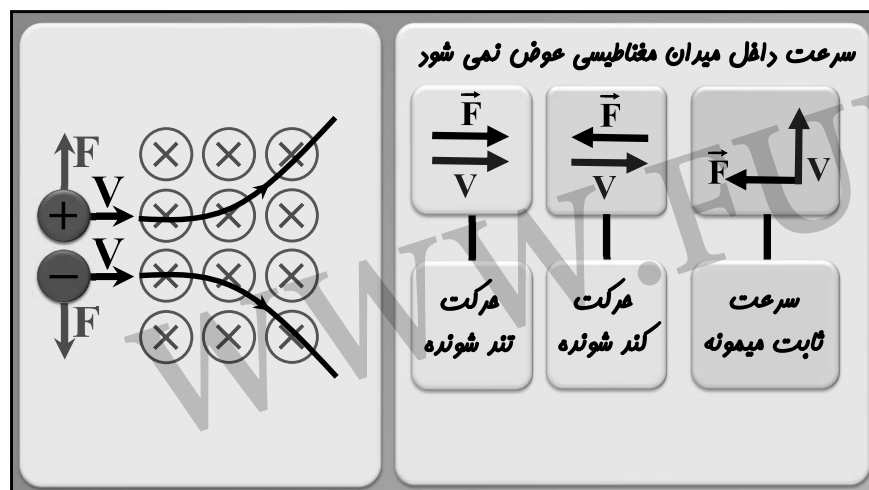 سرعت داخل میدان مغناطیسی عوض نمی شود
F
V
F
V
F
V
حرکت
تند شونده
حرکت
کند شونده
سرعت
ثابت میمونه
F
V
+
V
−
F
WWW.FU